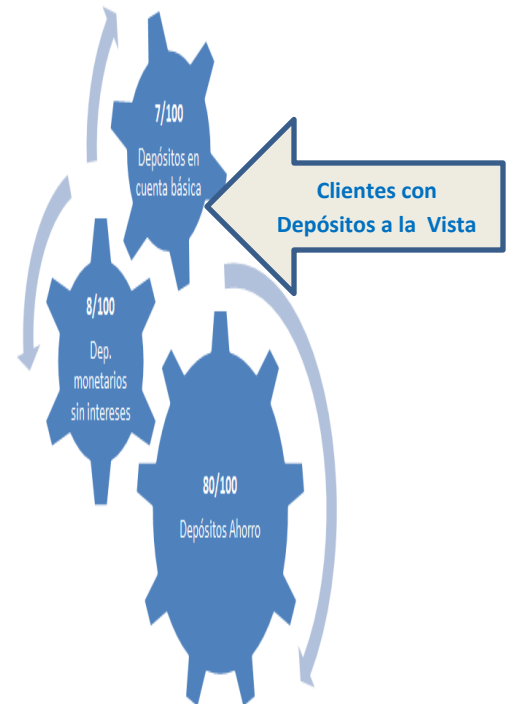 7/100
Depósitos en
cuenta básica
Clientes con
Depósitos a la Vista
8/100
Dep.
monetarios
sin intereses
80/100
Depósitos Ahorro